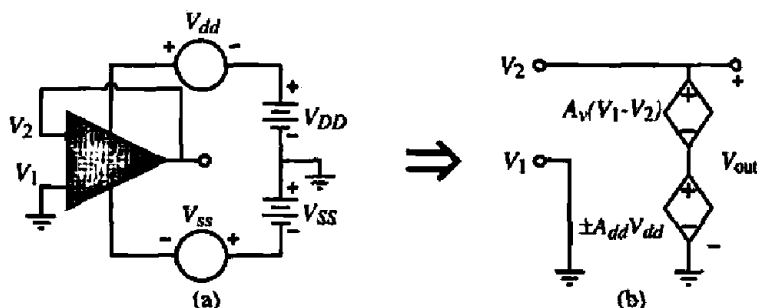 V_dd
+ -
+
V_DD
-
V_2
V_1
+
V_SS
-
V_ss
- +
(a)
V_2
+
+
A_v(V_1-V_2)
-
V_1
V_out
+
±A_dd V_dd
-
-
(b)